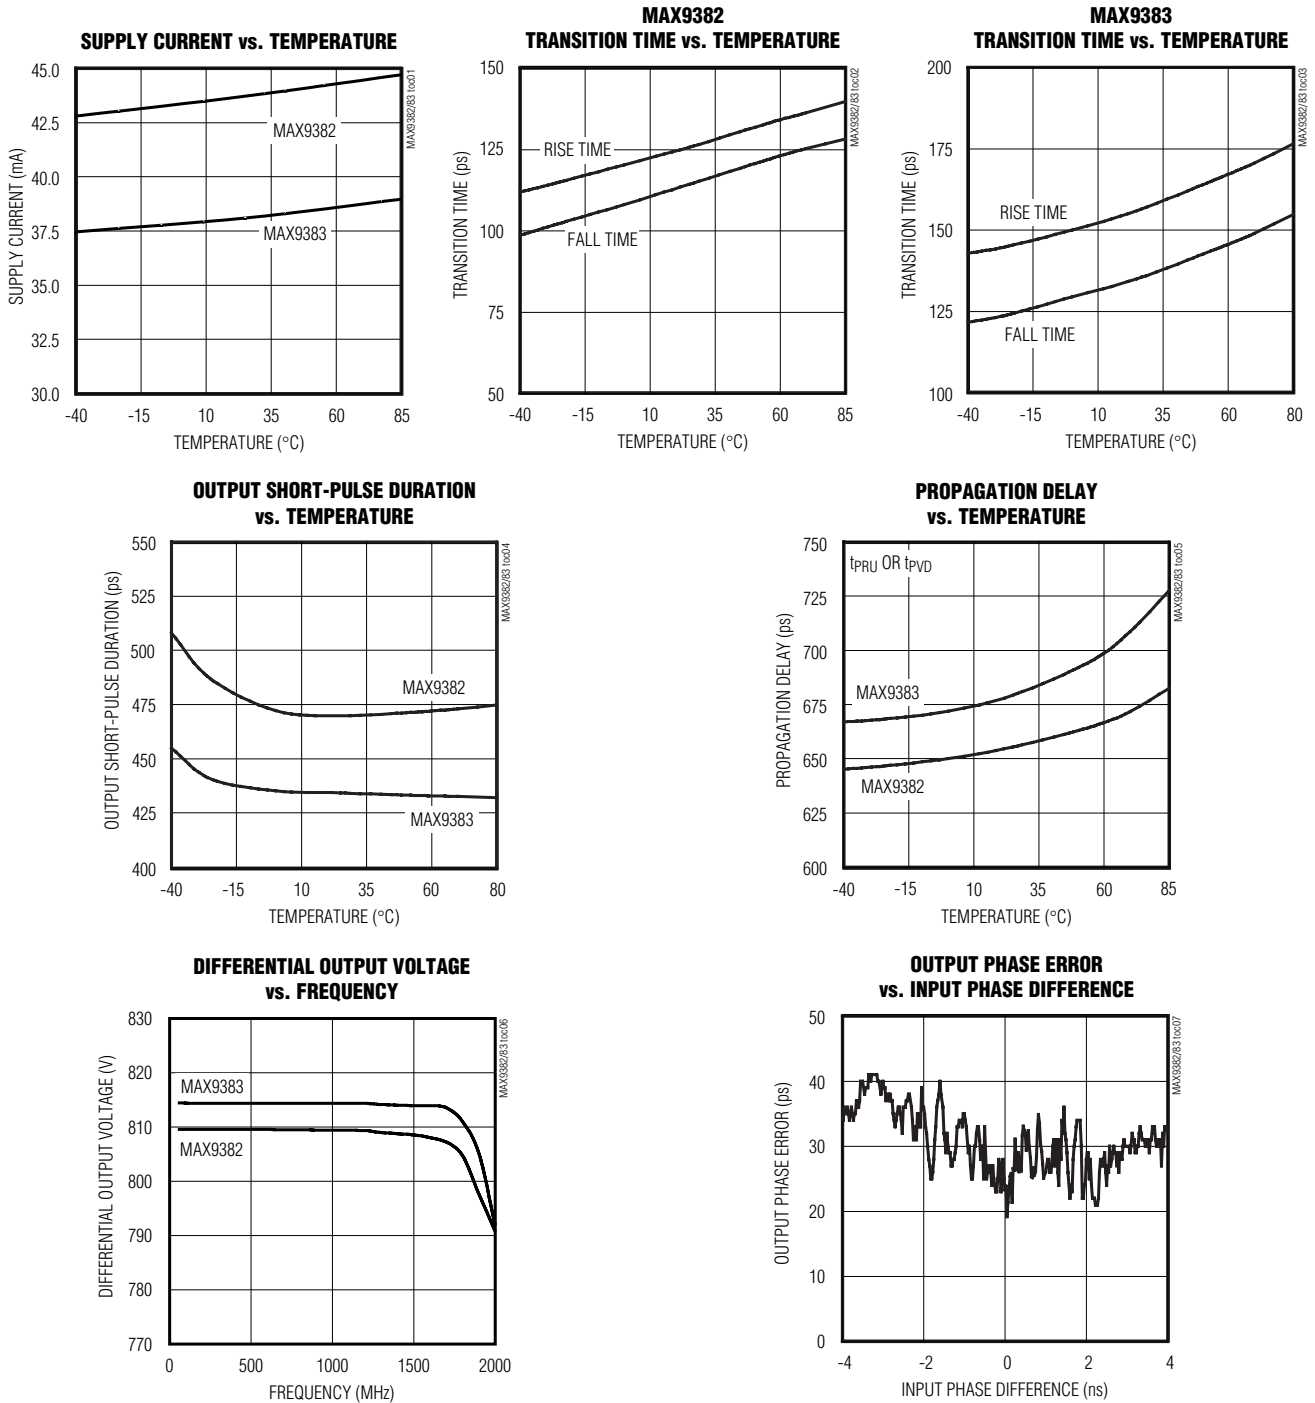 SUPPLY CURRENT vs. TEMPERATURE
45.0
42.5
40.0
37.5
35.0
32.5
30.0
SUPPLY CURRENT (mA)
MAX9382
MAX9383
-40 -15 10 35 60 85
TEMPERATURE (°C)
MAX9382/83 toc01
MAX9382
TRANSITION TIME vs. TEMPERATURE
150
125
100
75
50
TRANSITION TIME (ps)
RISE TIME
FALL TIME
-40 -15 10 35 60 85
TEMPERATURE (°C)
MAX9382/83 toc02
MAX9383
TRANSITION TIME vs. TEMPERATURE
200
175
150
125
100
TRANSITION TIME (ps)
RISE TIME
FALL TIME
-40 -15 10 35 60 80
TEMPERATURE (°C)
MAX9382/83 toc03
OUTPUT SHORT-PULSE DURATION
vs. TEMPERATURE
550
525
500
475
450
425
400
OUTPUT SHORT-PULSE DURATION (ps)
MAX9382
MAX9383
-40 -15 10 35 60 80
TEMPERATURE (°C)
MAX9382/83 toc04
PROPAGATION DELAY
vs. TEMPERATURE
750
725
700
675
650
625
600
PROPAGATION DELAY (ps)
tPRU OR tPVD
MAX9383
MAX9382
-40 -15 10 35 60 85
TEMPERATURE (°C)
MAX9382/83 toc05
DIFFERENTIAL OUTPUT VOLTAGE
vs. FREQUENCY
830
820
810
800
790
780
770
DIFFERENTIAL OUTPUT VOLTAGE (V)
MAX9383
MAX9382
0 500 1000 1500 2000
FREQUENCY (MHz)
MAX9382/83 toc06
OUTPUT PHASE ERROR
vs. INPUT PHASE DIFFERENCE
50
40
30
20
10
0
OUTPUT PHASE ERROR (ps)
-4 -2 0 2 4
INPUT PHASE DIFFERENCE (ns)
MAX9382/83 toc07